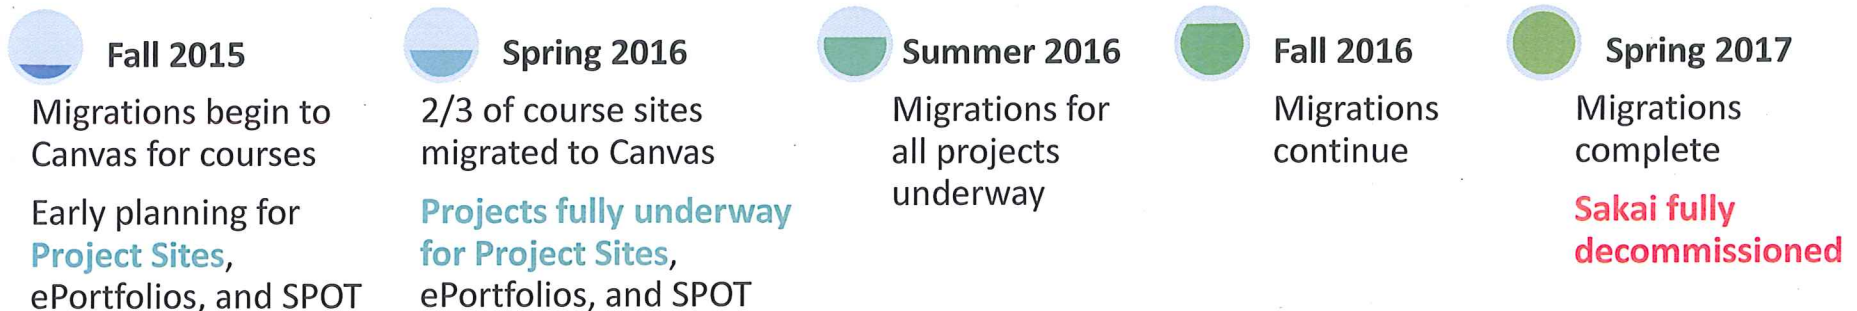 Fall 2015
Migrations begin to
Canvas for courses
Early planning for
Project Sites,
ePortfolios, and SPOT
Spring 2016
2/3 of course sites
migrated to Canvas
Projects fully underway
for Project Sites,
ePortfolios, and SPOT
Summer 2016
Migrations for
all projects
underway
Fall 2016
Migrations
continue
Spring 2017
Migrations
complete
Sakai fully
decommissioned